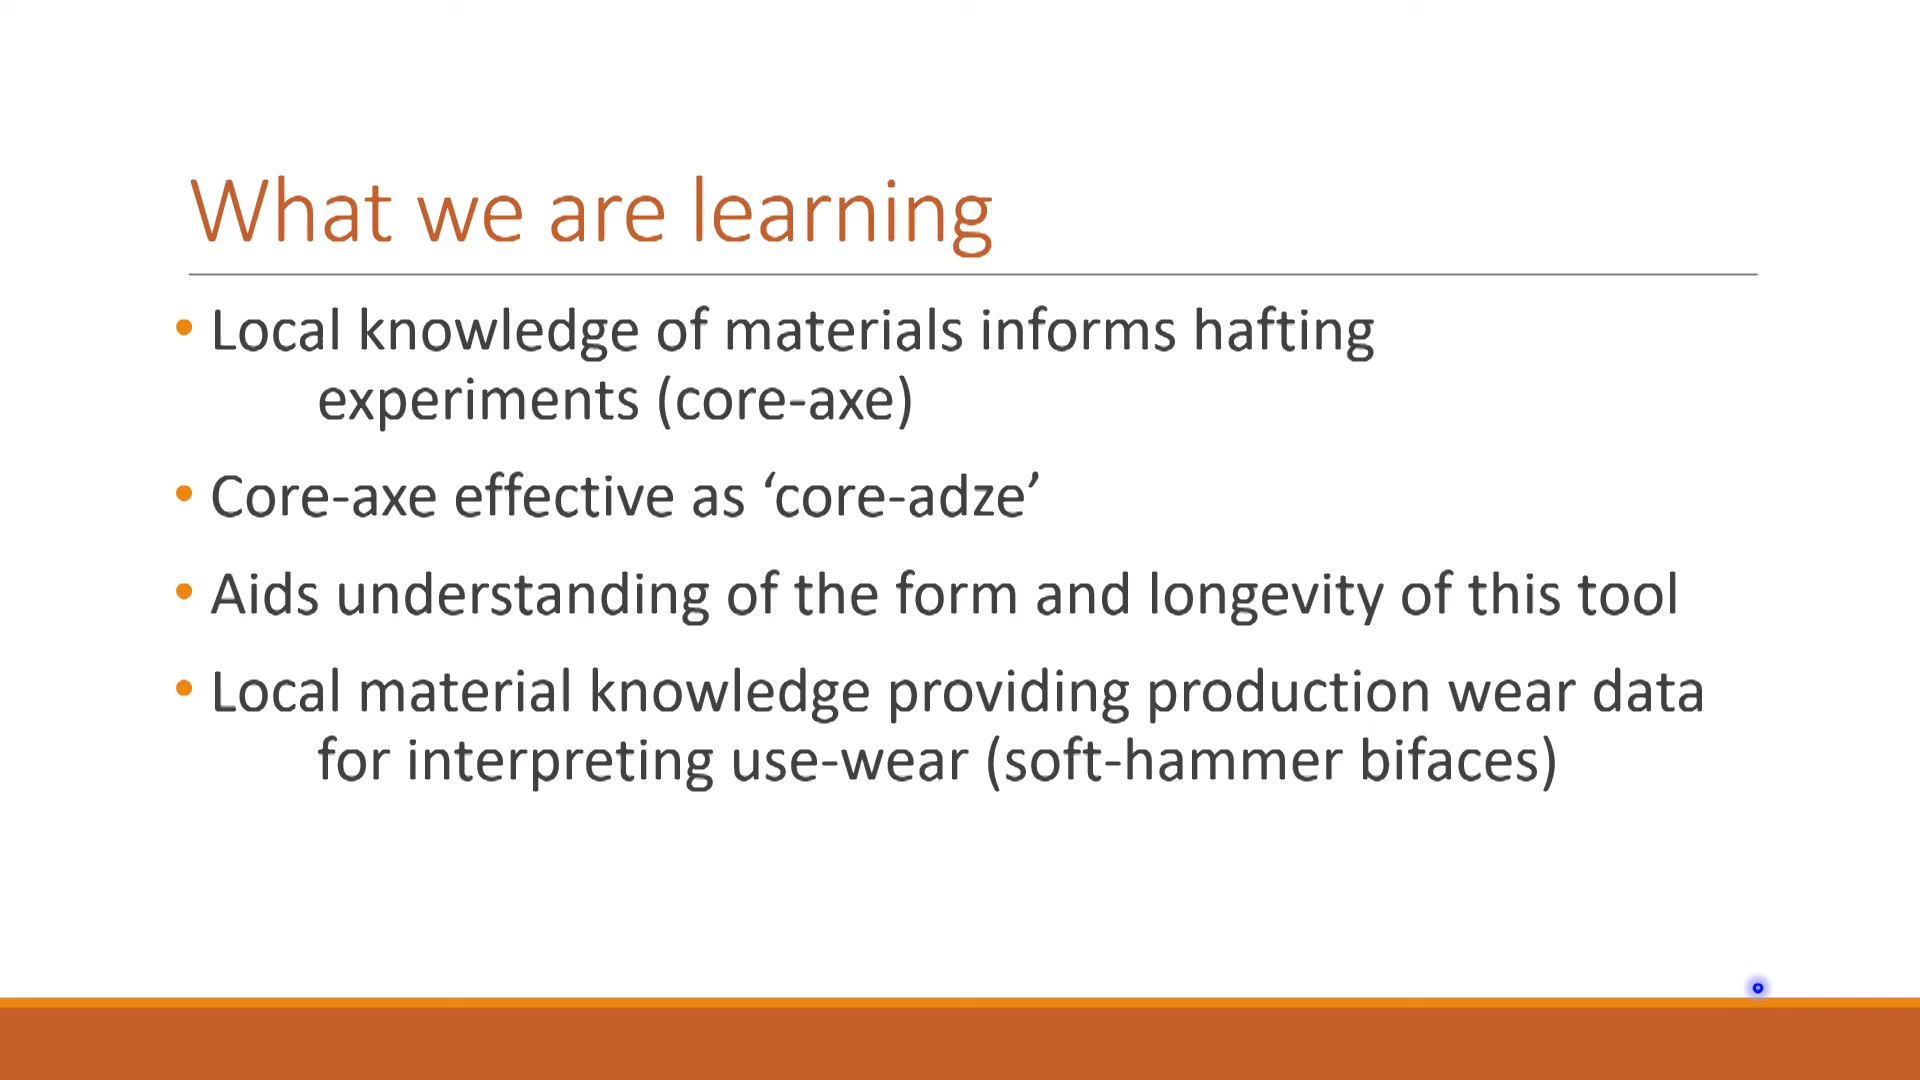 What we are learning
• Local knowledge of materials informs hafting
experiments (core-axe)
• Core-axe effective as ‘core-adze’
• Aids understanding of the form and longevity of this tool
• Local material knowledge providing production wear data
for interpreting use-wear (soft-hammer bifaces)